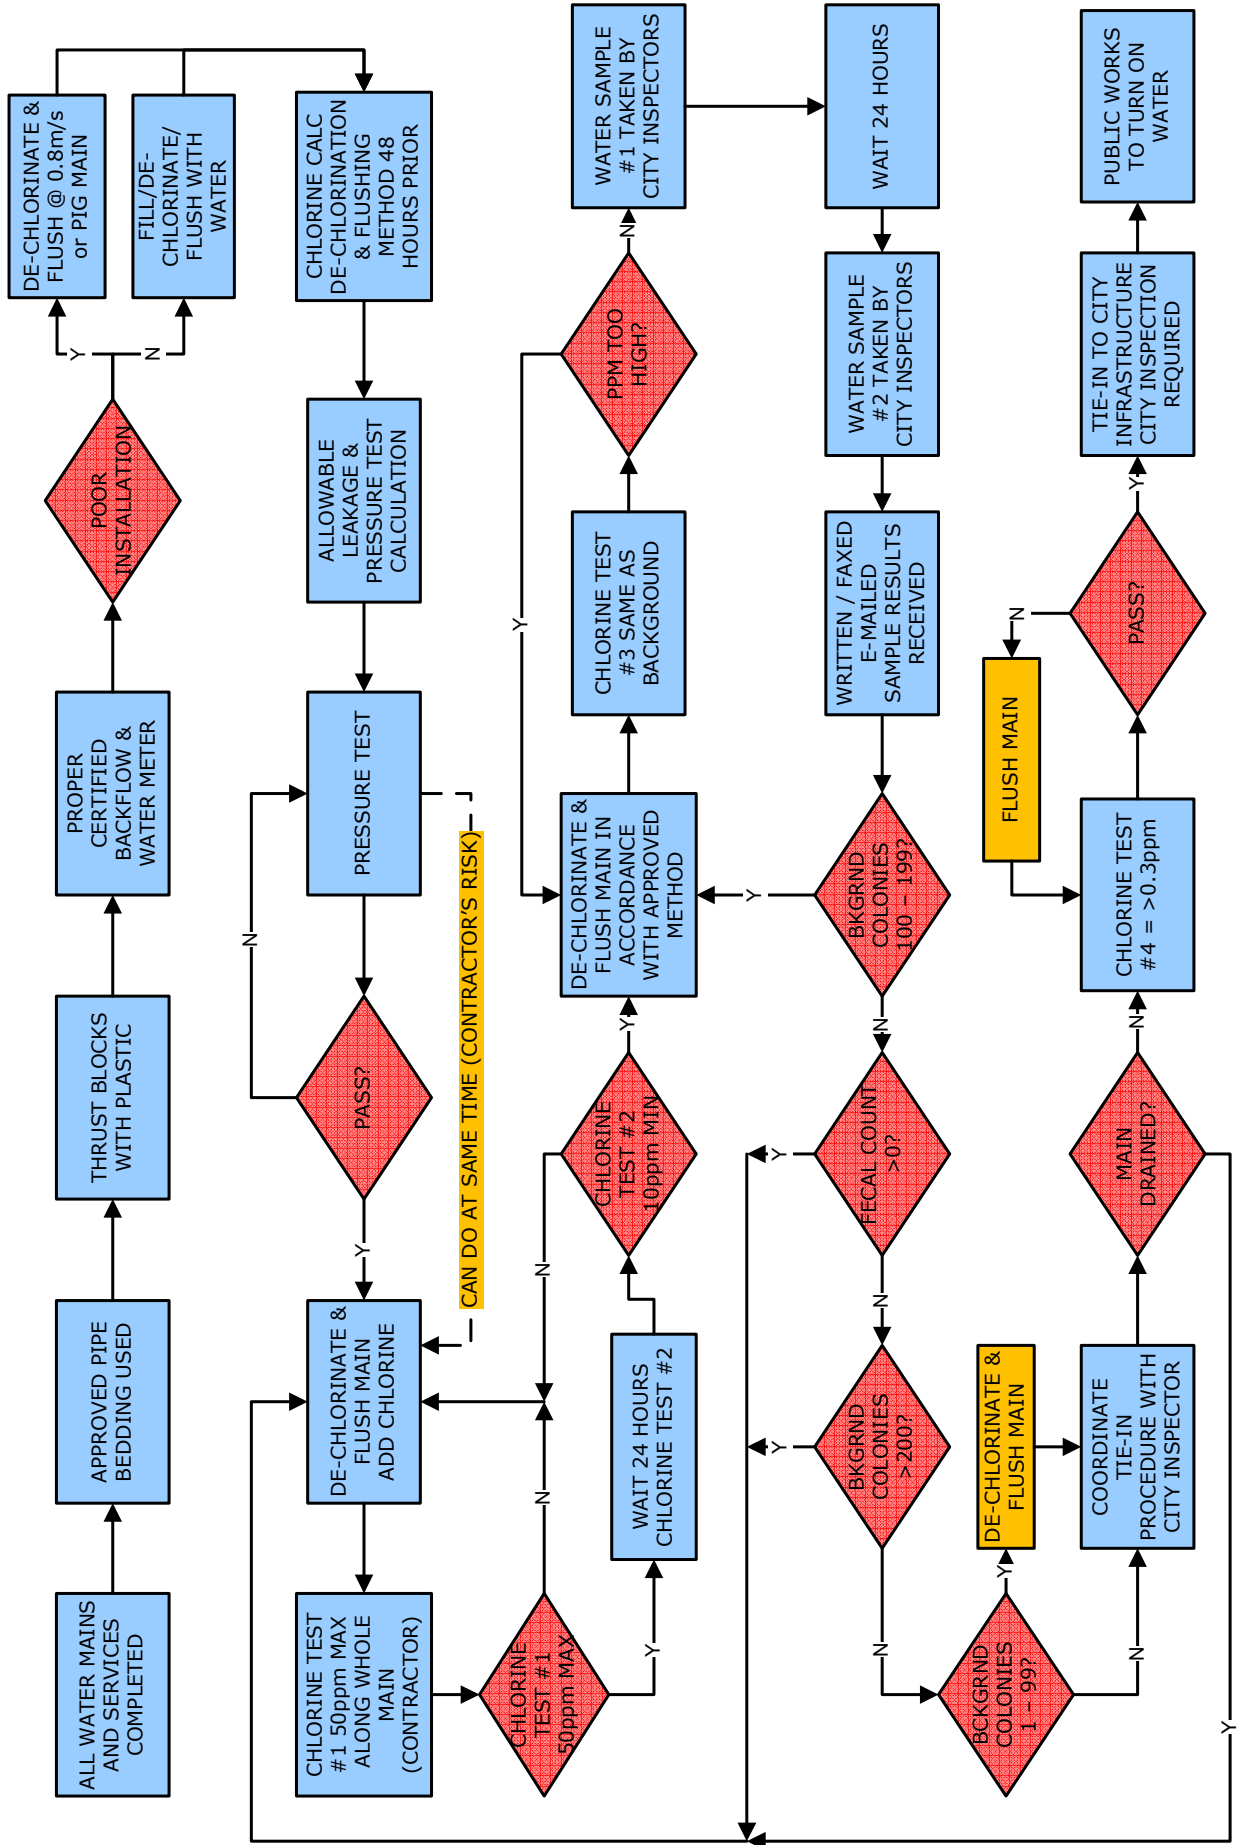 ALL WATER MAINS
AND SERVICES
COMPLETED
APPROVED PIPE
BEDDING USED
THRUST BLOCKS
WITH PLASTIC
PROPER
CERTIFIED
BACKFLOW &
WATER METER
POOR
INSTALLATION
Y
N
DE-CHLORINATE &
FLUSH @ 0.8m/s
or PIG MAIN
FILL/DE-
CHLORINATE/
FLUSH WITH
WATER
CHLORINE CALC
DE-CHLORINATION
& FLUSHING
METHOD 48
HOURS PRIOR
ALLOWABLE
LEAKAGE &
PRESSURE TEST
CALCULATION
PRESSURE TEST
N
PASS?
Y
CAN DO AT SAME TIME (CONTRACTOR'S RISK)
DE-CHLORINATE &
FLUSH MAIN
ADD CHLORINE
CHLORINE TEST
#1 50ppm MAX
ALONG WHOLE
MAIN
(CONTRACTOR)
CHLORINE
TEST #1
50ppm MAX
N
Y
WAIT 24 HOURS
CHLORINE TEST #2
CHLORINE
TEST #2
10ppm MIN
N
Y
DE-CHLORINATE &
FLUSH MAIN IN
ACCORDANCE
WITH APPROVED
METHOD
CHLORINE TEST
#3 SAME AS
BACKGROUND
PPM TOO
HIGH?
Y
N
WATER SAMPLE
#1 TAKEN BY
CITY INSPECTORS
WAIT 24 HOURS
WATER SAMPLE
#2 TAKEN BY
CITY INSPECTORS
WRITTEN / FAXED
E-MAILED
SAMPLE RESULTS
RECEIVED
BKGRND
COLONIES
100 – 199?
Y
N
FECAL COUNT
>0?
Y
N
BKGRND
COLONIES
>200?
Y
N
BCKGRND
COLONIES
1 – 99?
Y
N
DE-CHLORINATE &
FLUSH MAIN
COORDINATE
TIE-IN
PROCEDURE WITH
CITY INSPECTOR
MAIN
DRAINED?
Y
N
CHLORINE TEST
#4 = >0.3ppm
FLUSH MAIN
PASS?
N
Y
TIE-IN TO CITY
INFRASTRUCTURE
CITY INSPECTION
REQUIRED
PUBLIC WORKS
TO TURN ON
WATER